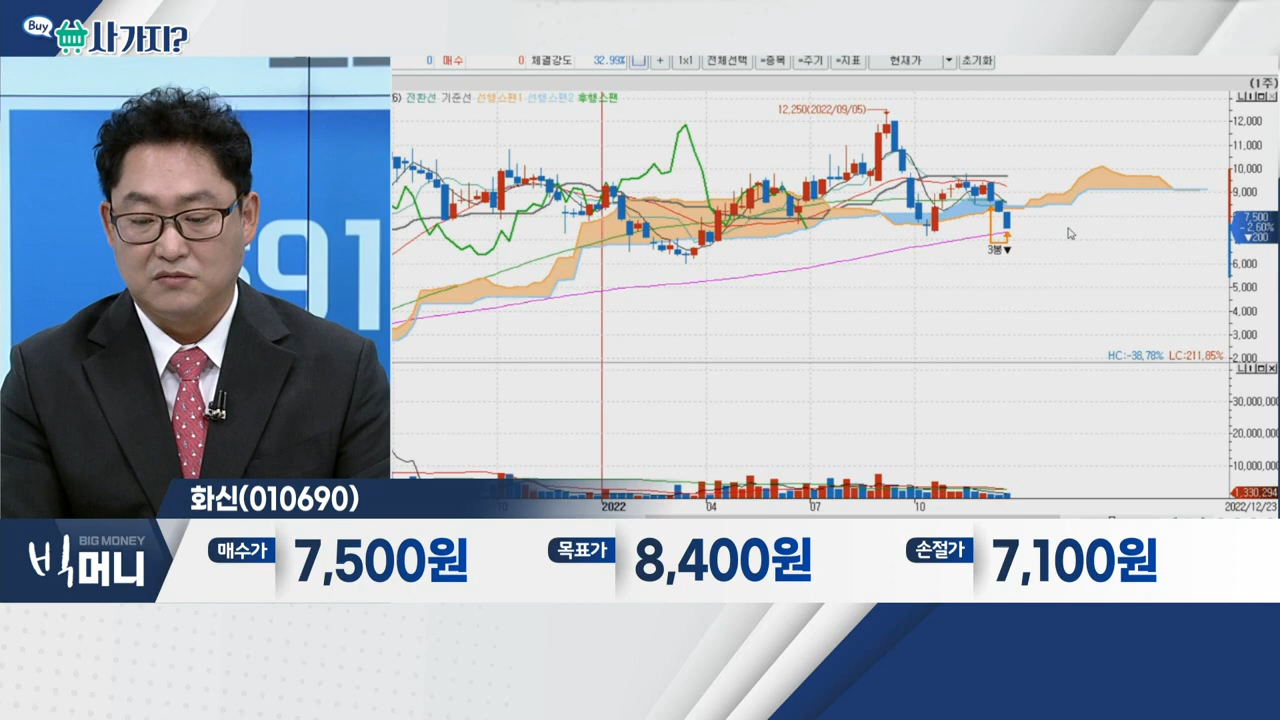 Buy
사가지?
0 매수 0 체결강도 32.99% + 1x1 전체선택 =종목 =주기 =지표 현재가 초기화
(1주)
전환선 기준선 선행스팬1 선행스팬2 후행스팬
12,250(2022/09/05)
12,000
11,000
10,000
9,000
7,500
-2.60%
▼200
6,000
5,000
4,000
3,000
2,000
3봉▼
HC:-38,78% LC:211,85%
30,000,00
20,000,00
10,000,00
1,330,294
2022 04 07 10 2022/12/23
91
화신(010690)
BIG MONEY
빅머니
매수가 7,500원 목표가 8,400원 손절가 7,100원